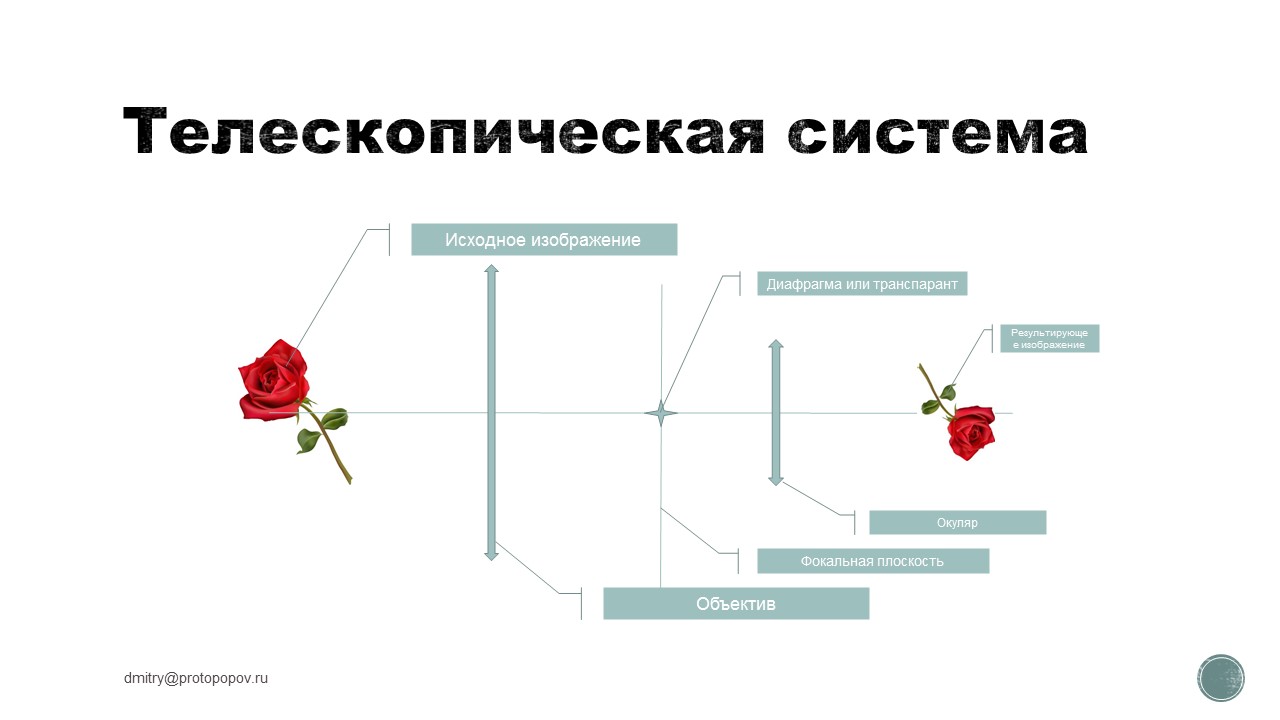 Телескопическая система
Исходное изображение
Диафрагма или транспарант
Результирующе
е изображение
Окуляр
Фокальная плоскость
Объектив
dmitry@protopopov.ru